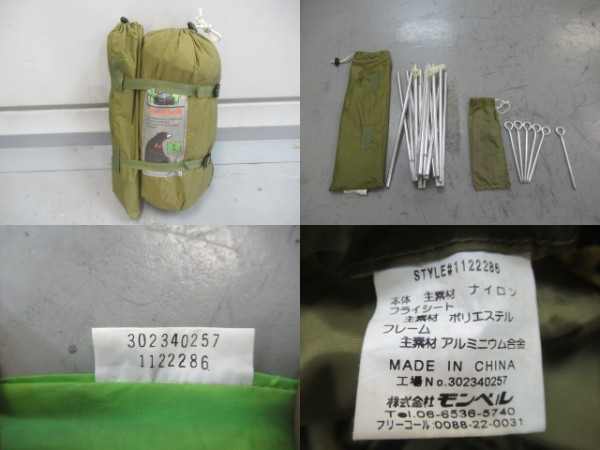 302340257
1122286
STYLE#1122286
本体 主素材 ナイロン
フライシート
主素材 ポリエステル
フレーム
主素材 アルミニウム合金
MADE IN CHINA
工場No.302340257
株式会社 モンベル
Tel.06-6536-5740
フリーコール:0088-22-0031